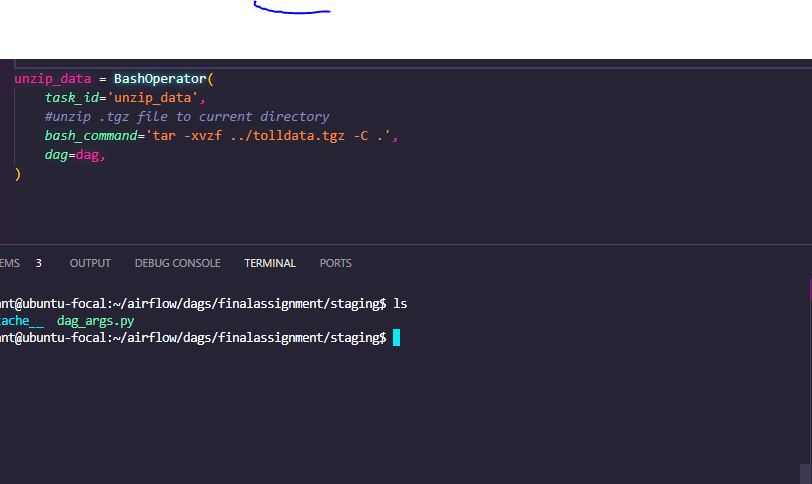 unzip_data = BashOperator(
task_id='unzip_data',
#unzip .tgz file to current directory
bash_command='tar -xvzf ../tolldata.tgz -C .',
dag=dag,
)
EMS 3 OUTPUT DEBUG CONSOLE TERMINAL PORTS
nt@ubuntu-focal:~/airflow/dags/finalassignment/staging$ ls
cache__ dag_args.py
nt@ubuntu-focal:~/airflow/dags/finalassignment/staging$